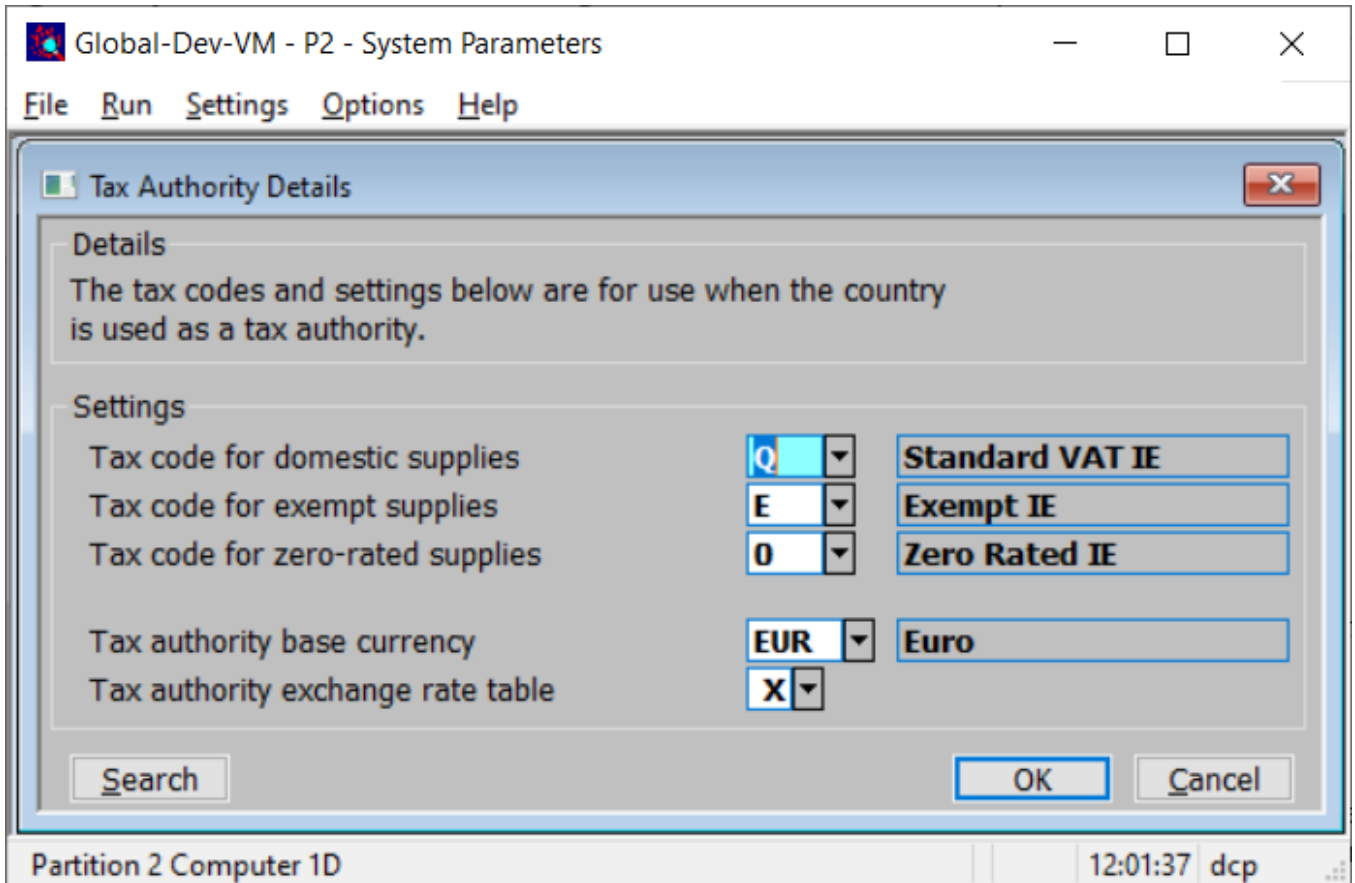 Global-Dev-VM - P2 - System Parameters
File Run Settings Options Help
Tax Authority Details
Details
The tax codes and settings below are for use when the country
is used as a tax authority.
Settings
Tax code for domestic supplies Q Standard VAT IE
Tax code for exempt supplies E Exempt IE
Tax code for zero-rated supplies 0 Zero Rated IE
Tax authority base currency EUR Euro
Tax authority exchange rate table X
Search OK Cancel
Partition 2 Computer 1D 12:01:37 dcp